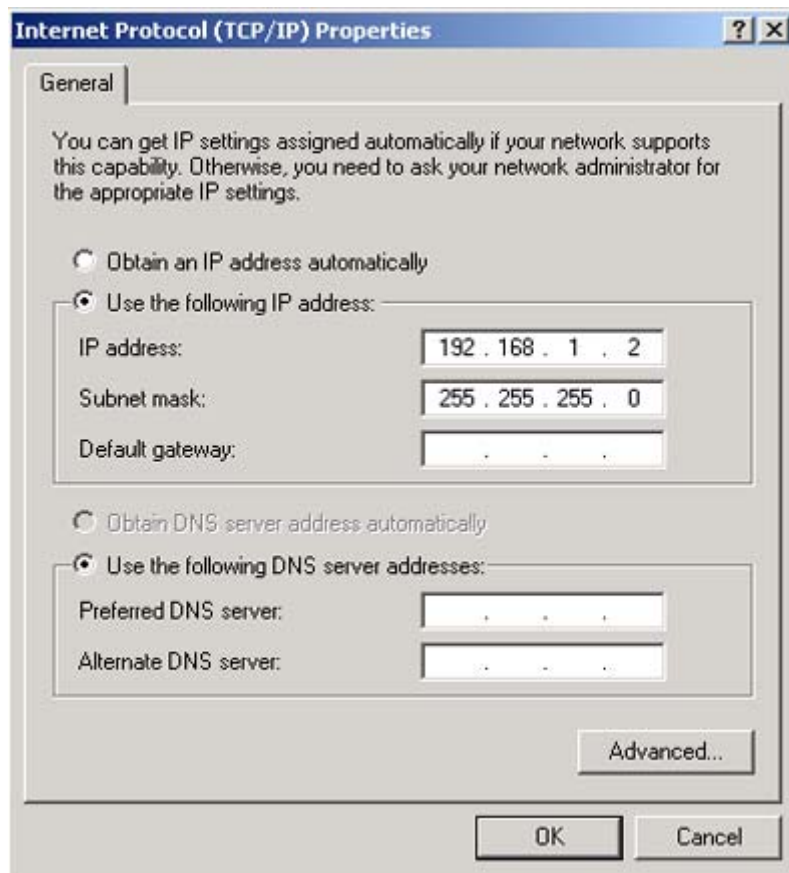 Internet Protocol (TCP/IP) Properties
General
You can get IP settings assigned automatically if your network supports
this capability. Otherwise, you need to ask your network administrator for
the appropriate IP settings.
Obtain an IP address automatically
Use the following IP address:
IP address: 192 . 168 . 1 . 2
Subnet mask: 255 . 255 . 255 . 0
Default gateway: . . .
Obtain DNS server address automatically
Use the following DNS server addresses:
Preferred DNS server: . . .
Alternate DNS server: . . .
Advanced...
OK Cancel